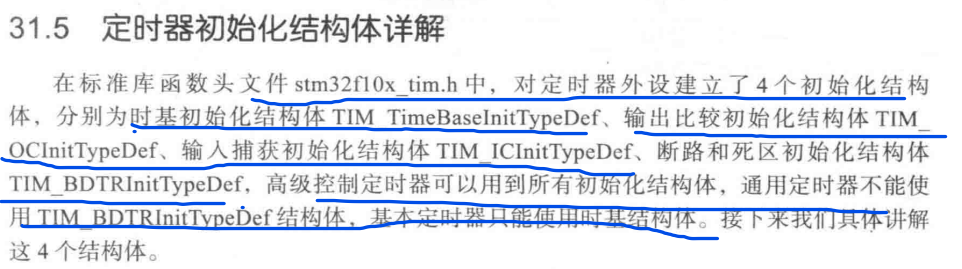 31.5 定时器初始化结构体详解
在标准库函数头文件 stm32f10x_tim.h 中，对定时器外设建立了 4 个初始化结构
体，分别为时基初始化结构体 TIM_TimeBaseInitTypeDef、输出比较初始化结构体 TIM_
OCInitTypeDef、输入捕获初始化结构体 TIM_ICInitTypeDef、断路和死区初始化结构体
TIM_BDTRInitTypeDef，高级控制定时器可以用到所有初始化结构体，通用定时器不能使
用 TIM_BDTRInitTypeDef 结构体，基本定时器只能使用时基结构体。接下来我们具体讲解
这 4 个结构体。